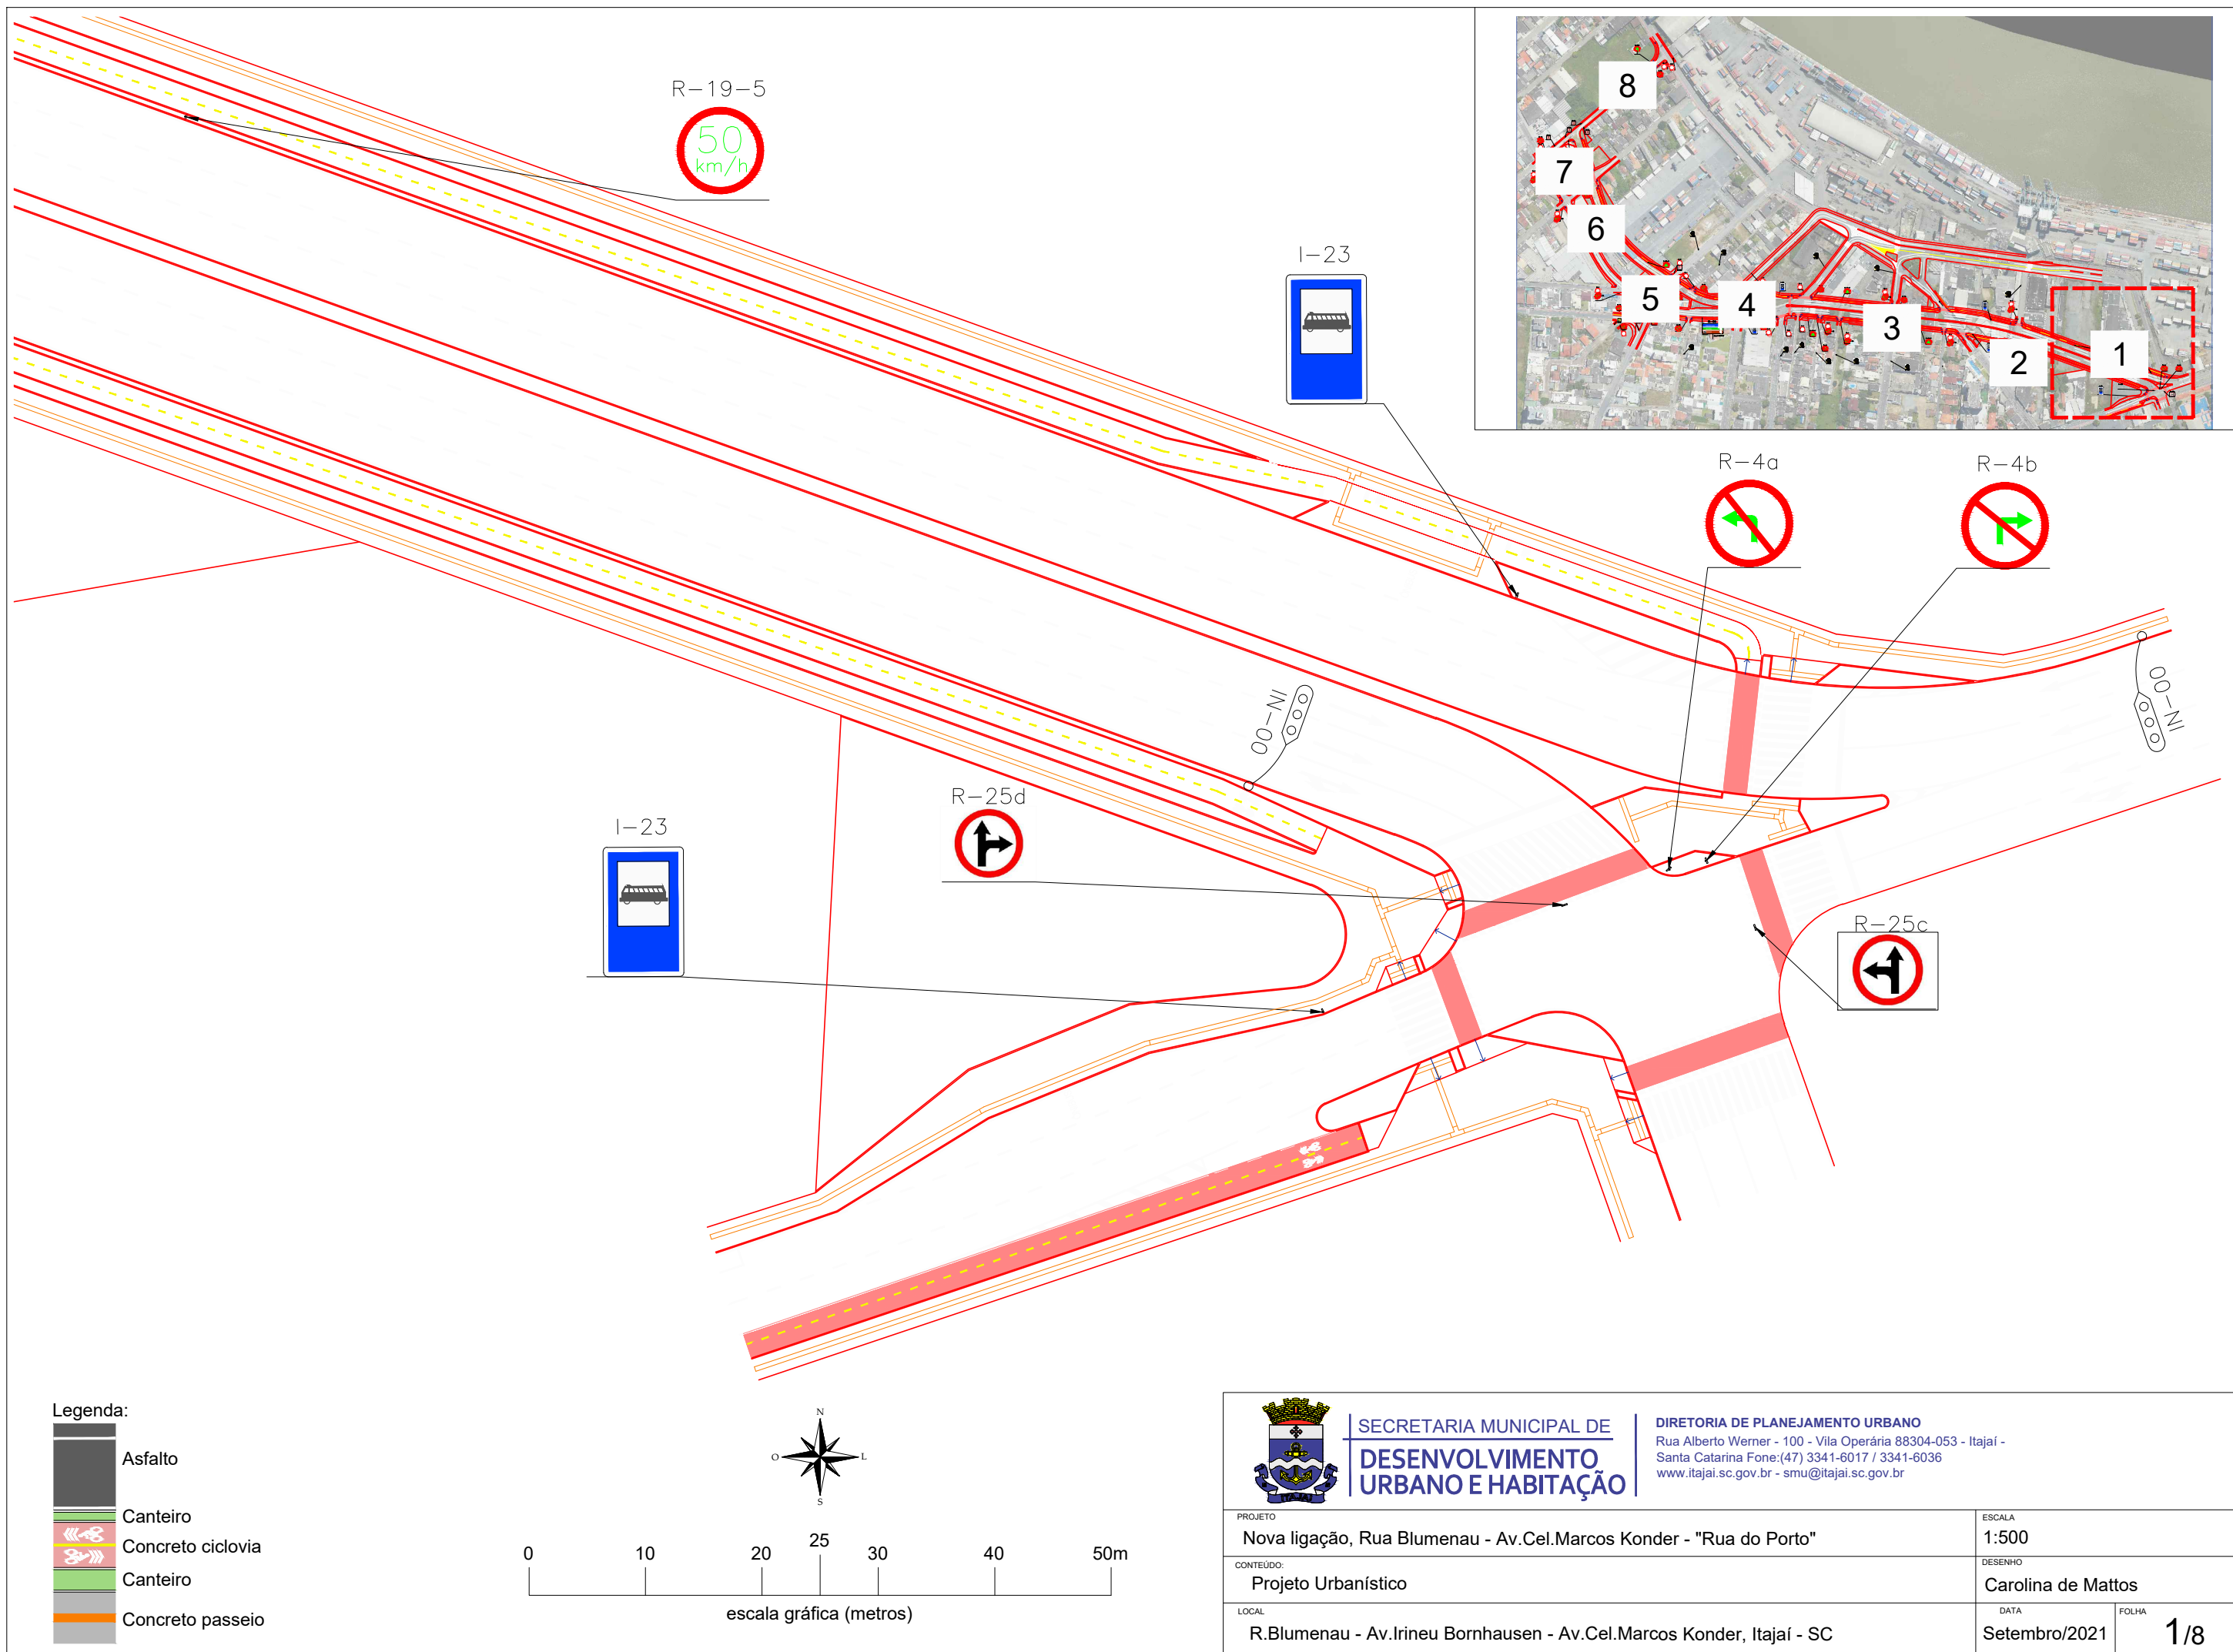 R-19-5
50
km/h
I-23
8
7
6
5
4
3
2
1
R-4a
R-4b
00-NI
00-NI
R-25d
I-23
R-25c
Legenda:
Asfalto
Canteiro
Concreto ciclovia
Canteiro
Concreto passeio
N
O
L
S
0 10 20 25 30 40 50m
escala gráfica (metros)
ITAJAÍ
SECRETARIA MUNICIPAL DE
DESENVOLVIMENTO
URBANO E HABITAÇÃO
DIRETORIA DE PLANEJAMENTO URBANO
Rua Alberto Werner - 100 - Vila Operária 88304-053 - Itajaí -
Santa Catarina Fone:(47) 3341-6017 / 3341-6036
www.itajai.sc.gov.br - smu@itajai.sc.gov.br
PROJETO
Nova ligação, Rua Blumenau - Av.Cel.Marcos Konder - "Rua do Porto"
ESCALA
1:500
CONTEÚDO:
Projeto Urbanístico
DESENHO
Carolina de Mattos
LOCAL
R.Blumenau - Av.Irineu Bornhausen - Av.Cel.Marcos Konder, Itajaí - SC
DATA
Setembro/2021
FOLHA
1/8